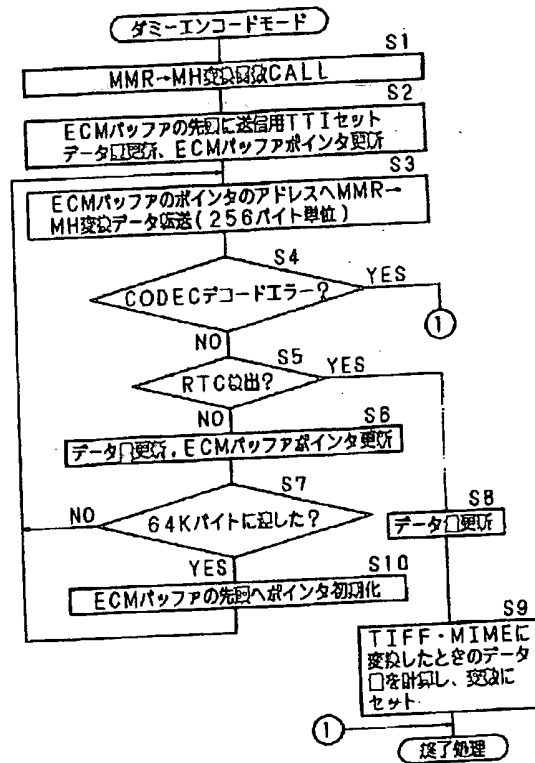 ダミーエンコードモード
S1
MMR→MH変換関数CALL
S2
ECMバッファの先頭に送信用TTIセット
データ量更新、ECMバッファポインタ更新
S3
ECMバッファのポインタのアドレスへMMR→
MH変換データ転送(256バイト単位)
S4
CODECデコードエラー?
YES
1
NO
S5
RTC検出?
YES
NO
S6
データ量更新,ECMバッファポインタ更新
S7
64Kバイトに達した?
NO
YES
S8
データ量更新
S10
ECMバッファの先頭へポインタ初期化
S9
TIFF・MIMEに
変換したときのデータ
量を計算し、変数に
セット
1
終了処理